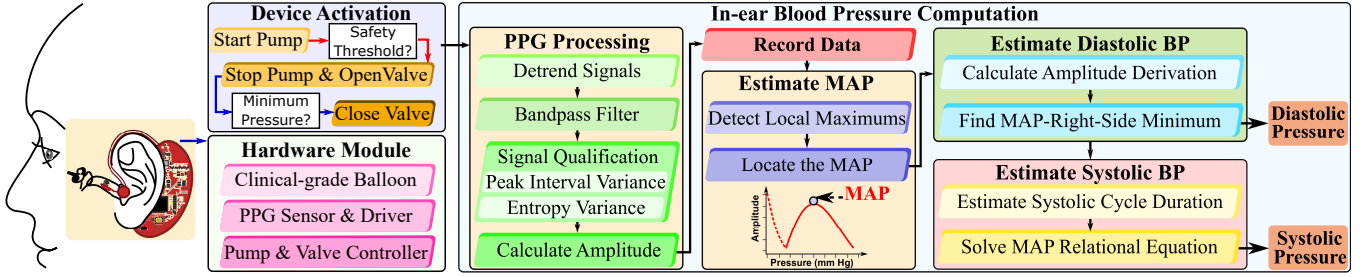 Device Activation
Start Pump
Safety
Threshold?
Stop Pump & OpenValve
Minimum
Pressure?
Close Valve
Hardware Module
Clinical-grade Balloon
PPG Sensor & Driver
Pump & Valve Controller
In-ear Blood Pressure Computation
PPG Processing
Detrend Signals
Bandpass Filter
Signal Qualification
Peak Interval Variance
Entropy Variance
Calculate Amplitude
Record Data
Estimate MAP
Detect Local Maximums
Locate the MAP
MAP
Amplitude
Pressure (mm Hg)
Estimate Diastolic BP
Calculate Amplitude Derivation
Find MAP-Right-Side Minimum
Diastolic
Pressure
Estimate Systolic BP
Estimate Systolic Cycle Duration
Solve MAP Relational Equation
Systolic
Pressure